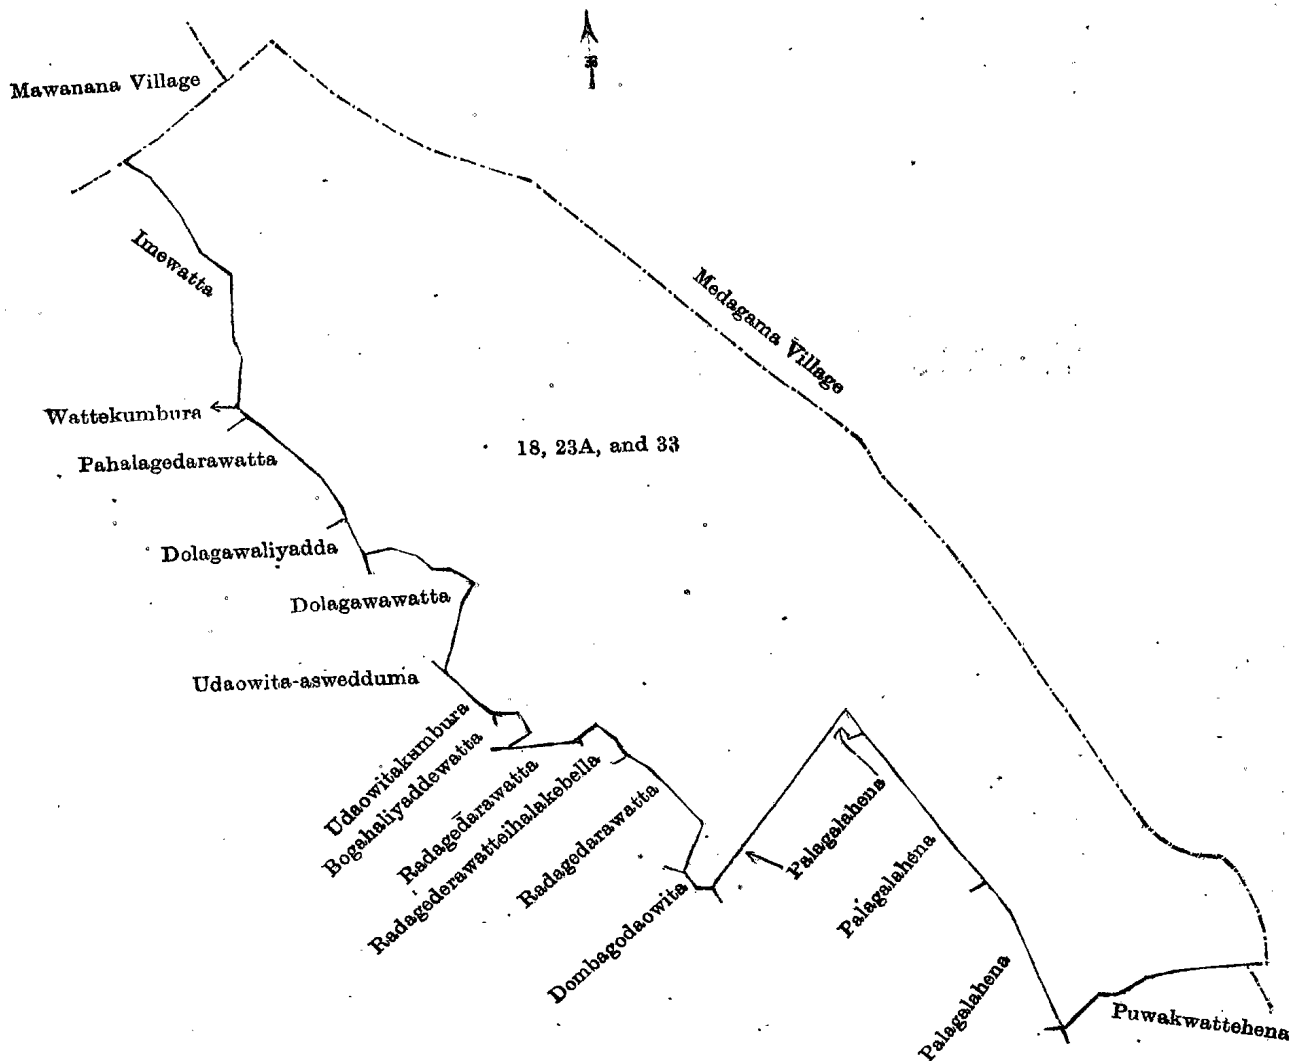 Mawanana Village
Imewatta
Medagama Village
Wattekumbura
18, 23A, and 33
Pahalagedarawatta
Dolagawaliyadda
Dolagawawatta
Udaowita-aswedduma
Udaowitakumbura
Bogahaliyaddewatta
Radagedarawatta
Radagederawatteihalakebella
Radagedarawatta
Dombagodaowita
Palagalahena
Palagalahena
Palagalahena
Puwakwattehena